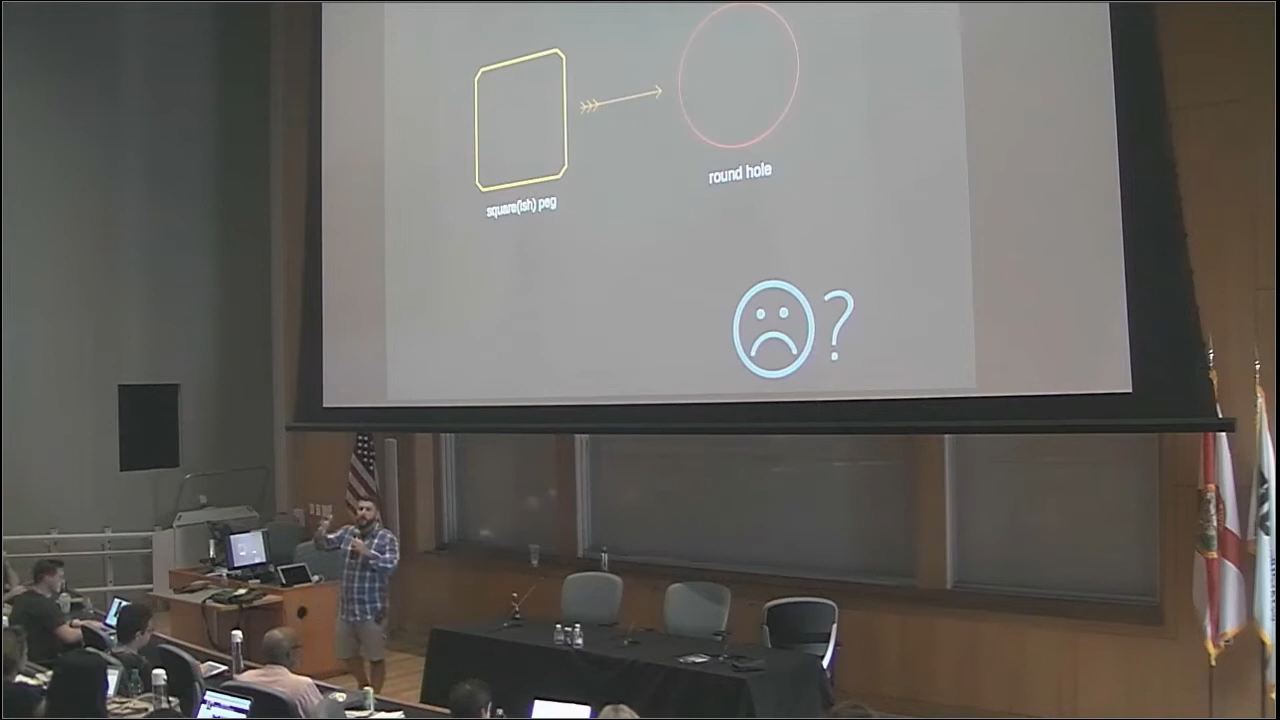 square(ish) peg
round hole
?